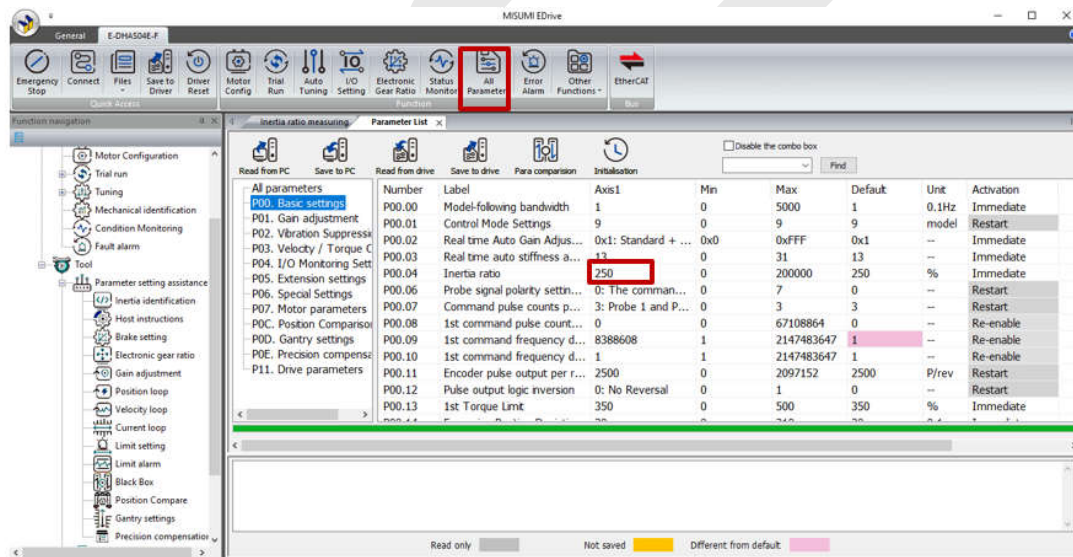 MISUMI EDrive
General E-DHAS04E-F
Emergency Stop Connect Files Save to Driver Driver Reset Motor Config Trial Run Auto Tuning I/O Setting Electronic Gear Ratio Status Monitor All Parameter Error Alarm Other Functions EtherCAT
Quick Access Function Bus
Function navigation
Inertia ratio measuring Parameter List
Motor Configuration
Trial run
Tuning
Mechanical identification
Condition Monitoring
Fault alarm
Tool
Parameter setting assistance
Inertia identification
Host instructions
Brake setting
Electronic gear ratio
Gain adjustment
Position loop
Velocity loop
Current loop
Limit setting
Limit alarm
Black Box
Position Compare
Gantry settings
Precision compensation
Read from PC Save to PC Read from drive Save to drive Para comparision Initialisation
Disable the combo box
Find
All parameters
P00. Basic settings
P01. Gain adjustment
P02. Vibration Suppressi
P03. Velocity / Torque C
P04. I/O Monitoring Sett
P05. Extension settings
P06. Special Settings
P07. Motor parameters
P0C. Position Comparisor
P0D. Gantry settings
P0E. Precision compensa
P11. Drive parameters
Number Label Axis1 Min Max Default Unit Activation
P00.00 Model-following bandwidth 1 0 5000 1 0.1Hz Immediate
P00.01 Control Mode Settings 9 0 9 9 model Restart
P00.02 Real time Auto Gain Adjus... 0x1: Standard + ... 0x0 0xFFF 0x1 -- Immediate
P00.03 Real time auto stiffness a... 13 0 31 13 -- Immediate
P00.04 Inertia ratio 250 0 200000 250 % Immediate
P00.06 Probe signal polarity settin... 0: The comman... 0 7 0 -- Restart
P00.07 Command pulse counts p... 3: Probe 1 and P... 0 3 3 -- Restart
P00.08 1st command pulse count... 0 0 67108864 0 -- Re-enable
P00.09 1st command frequency d... 8388608 1 2147483647 1 -- Re-enable
P00.10 1st command frequency d... 1 1 2147483647 1 -- Re-enable
P00.11 Encoder pulse output per r... 2500 0 2097152 2500 P/rev Restart
P00.12 Pulse output logic inversion 0: No Reversal 0 1 0 -- Restart
P00.13 1st Torque Limit 350 0 500 350 % Immediate
Read only Not saved Different from default